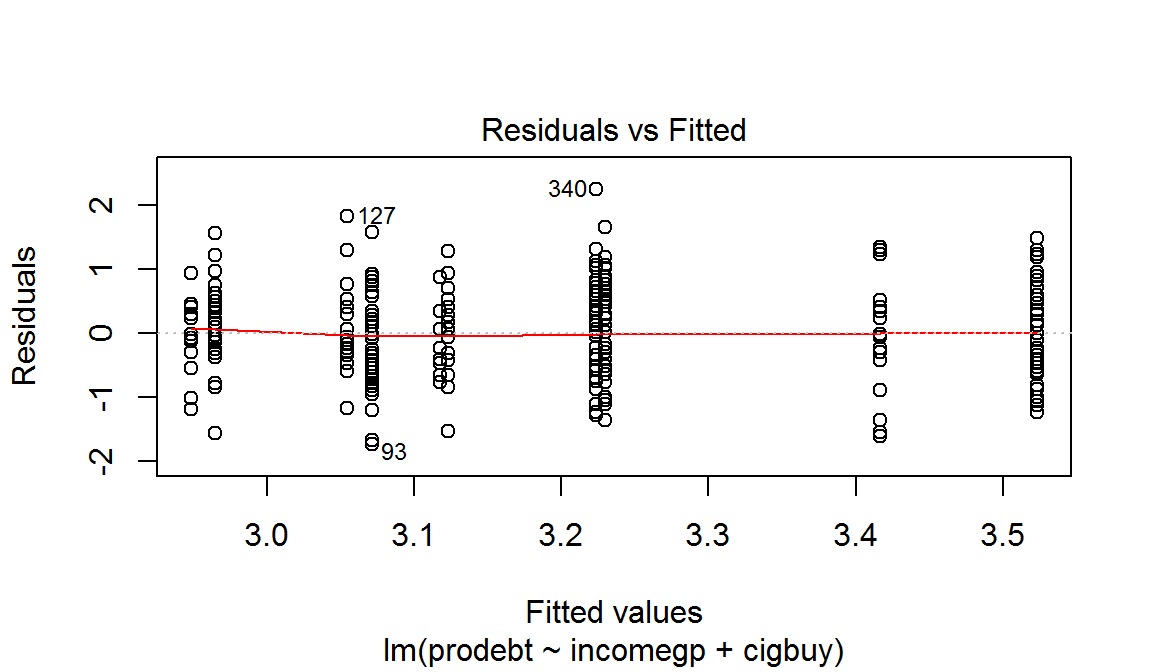 Residuals vs Fitted
Residuals
2
1
0
-1
-2
340
127
93
3.0 3.1 3.2 3.3 3.4 3.5
Fitted values
lm(prodebt ~ incomegp + cigbuy)